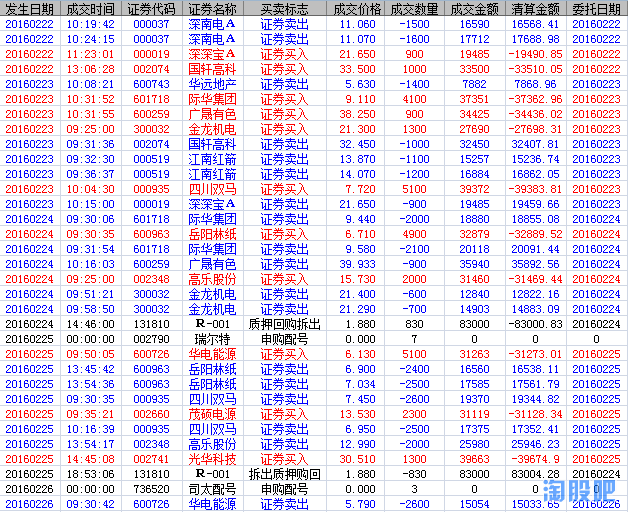 发生日期 成交时间 证券代码 证券名称 买卖标志 成交价格 成交数量 成交金额 清算金额 委托日期
20160222 10:19:42 000037 深南电A 证券卖出 11.060 -1500 16590 16568.41 20160222
20160222 10:24:15 000037 深南电A 证券卖出 11.070 -1600 17712 17688.98 20160222
20160222 11:23:01 000019 深深宝A 证券买入 21.650 900 19485 -19490.85 20160222
20160222 13:06:28 002074 国轩高科 证券买入 33.500 1000 33500 -33510.05 20160222
20160223 10:08:21 600743 华远地产 证券卖出 5.630 -1400 7882 7868.96 20160223
20160223 10:31:52 601718 际华集团 证券买入 9.110 4100 37351 -37362.96 20160223
20160223 10:31:55 600259 广晟有色 证券买入 38.250 900 34425 -34436.02 20160223
20160223 09:25:00 300032 金龙机电 证券买入 21.300 1300 27690 -27698.31 20160223
20160223 09:31:36 002074 国轩高科 证券卖出 32.450 -1000 32450 32407.81 20160223
20160223 09:32:30 000519 江南红箭 证券卖出 13.870 -1100 15257 15236.74 20160223
20160223 09:36:37 000519 江南红箭 证券卖出 14.070 -1200 16884 16862.05 20160223
20160223 10:04:30 000935 四川双马 证券买入 7.720 5100 39372 -39383.81 20160223
20160223 10:15:00 000019 深深宝A 证券卖出 21.650 -900 19485 19459.66 20160223
20160224 09:30:06 601718 际华集团 证券卖出 9.440 -2000 18880 18855.08 20160224
20160224 09:30:35 600963 岳阳林纸 证券买入 6.710 4900 32879 -32889.52 20160224
20160224 09:31:54 601718 际华集团 证券卖出 9.580 -2100 20118 20091.44 20160224
20160224 10:16:03 600259 广晟有色 证券卖出 39.933 -900 35940 35892.56 20160224
20160224 09:25:00 002348 高乐股份 证券买入 15.730 2000 31460 -31469.44 20160224
20160224 09:51:21 300032 金龙机电 证券卖出 21.400 -600 12840 12822.16 20160224
20160224 09:58:50 300032 金龙机电 证券卖出 21.290 -700 14903 14883.09 20160224
20160224 14:46:00 131810 R-001 质押回购拆出 1.880 830 83000 -83000.83 20160224
20160225 00:00:00 002790 瑞尔特 申购配号 0.000 7 0 0 20160225
20160225 09:50:05 600726 华电能源 证券买入 6.130 5100 31263 -31273.01 20160225
20160225 13:45:42 600963 岳阳林纸 证券卖出 6.900 -2400 16560 16538.11 20160225
20160225 13:54:36 600963 岳阳林纸 证券卖出 7.034 -2500 17585 17561.79 20160225
20160225 09:30:35 000935 四川双马 证券卖出 7.450 -2600 19370 19344.82 20160225
20160225 09:35:21 002660 茂硕电源 证券买入 13.530 2300 31119 -31128.34 20160225
20160225 10:16:39 000935 四川双马 证券卖出 6.950 -2500 17375 17352.41 20160225
20160225 13:54:17 002348 高乐股份 证券卖出 12.990 -2000 25980 25946.23 20160225
20160225 14:45:08 002741 光华科技 证券买入 30.510 1300 39663 -39674.9 20160225
20160225 18:53:06 131810 R-001 拆出质押购回 1.880 -830 83000 83004.28 20160224
20160226 00:00:00 736520 司太配号 申购配号 0.000 3 0 0 20160226
20160226 09:30:42 600726 华电能源 证券卖出 5.790 -2600 15054 15033.65 20160226
淘股吧